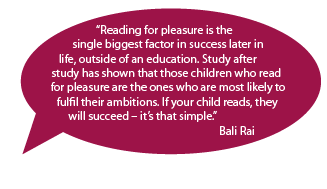 “Reading for pleasure is the
single biggest factor in success later in
life, outside of an education. Study after
study has shown that those children who read
for pleasure are the ones who are most likely to
fulfil their ambitions. If your child reads, they
will succeed – it’s that simple.”
Bali Rai